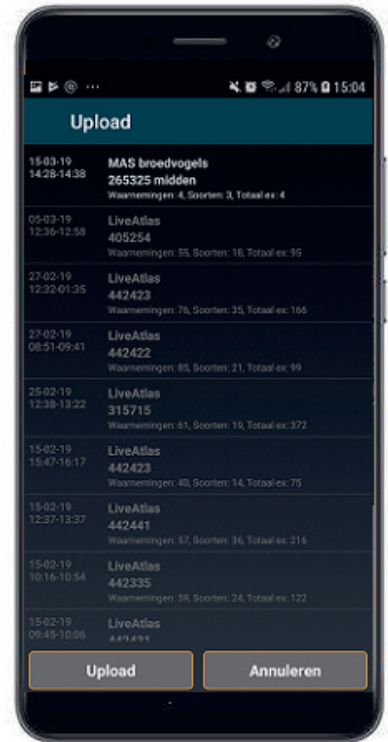 87% 15:04
Upload
15-03-19 MAS broedvogels
14:28-14:38 265325 midden
Waarnemingen: 4, Soorten: 3, Totaal ex: 4
05-03-19 LiveAtlas
12:36-12:58 405254
Waarnemingen: 55, Soorten: 18, Totaal ex: 95
27-02-19 LiveAtlas
12:32-01:35 442423
Waarnemingen: 76, Soorten: 35, Totaal ex: 166
27-02-19 LiveAtlas
08:51-09:41 442422
Waarnemingen: 85, Soorten: 21, Totaal ex: 99
25-02-19 LiveAtlas
12:38-13:22 315715
Waarnemingen: 61, Soorten: 19, Totaal ex: 372
15-02-19 LiveAtlas
15:47-16:17 442423
Waarnemingen: 40, Soorten: 14, Totaal ex: 75
15-02-19 LiveAtlas
12:37-13:37 442441
Waarnemingen: 57, Soorten: 36, Totaal ex: 216
15-02-19 LiveAtlas
10:16-10:54 442335
Waarnemingen: 59, Soorten: 24, Totaal ex: 122
15-02-19 LiveAtlas
09:45-10:06
Upload Annuleren